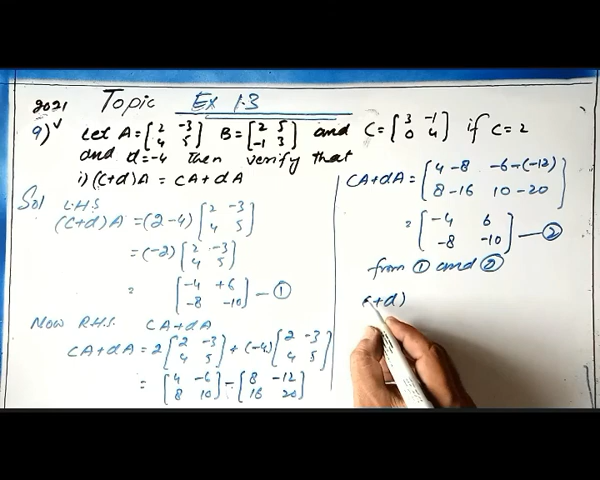 2021 Topic Ex 1.3
9) Let A = [2 -3
4 5] B = [2 5
-1 3] and C = [3 -1
0 4] if C = 2
and d = -4 Then verify that
i) (C+d)A = CA + dA
Sol L.H.S
(C+d)A = (2-4) [2 -3
4 5]
= (-2) [2 -3
4 5]
= [-4 +6
-8 -10] — ①
Now R.H.S. CA + dA
CA + dA = 2 [2 -3
4 5] + (-4) [2 -3
4 5]
= [4 -6
8 10] - [8 -12
16 20]
CA + dA = [4-8 -6-(-12)
8-16 10-20]
= [-4 6
-8 -10] — ②
from ① and ②
(c+d)